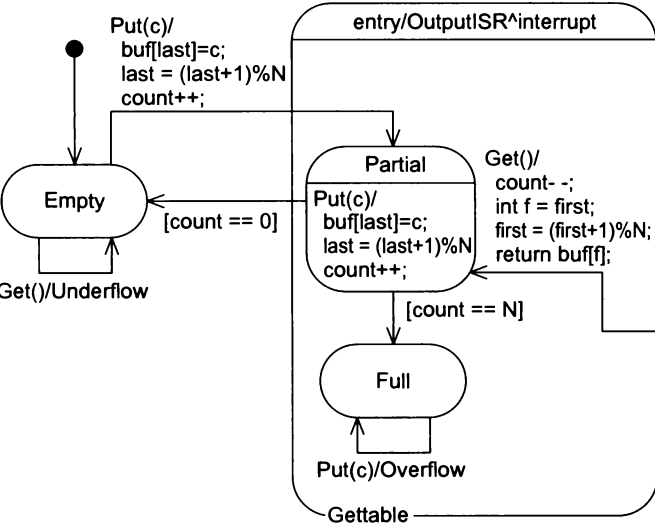 Put(c)/
buf[last]=c;
last = (last+1)%N
count++;
entry/OutputISR^interrupt
Empty
Partial
Put(c)/
buf[last]=c;
last = (last+1)%N
count++;
Get()/
count- -;
int f = first;
first = (first+1)%N;
return buf[f];
[count == 0]
Get()/Underflow
[count == N]
Full
Put(c)/Overflow
Gettable